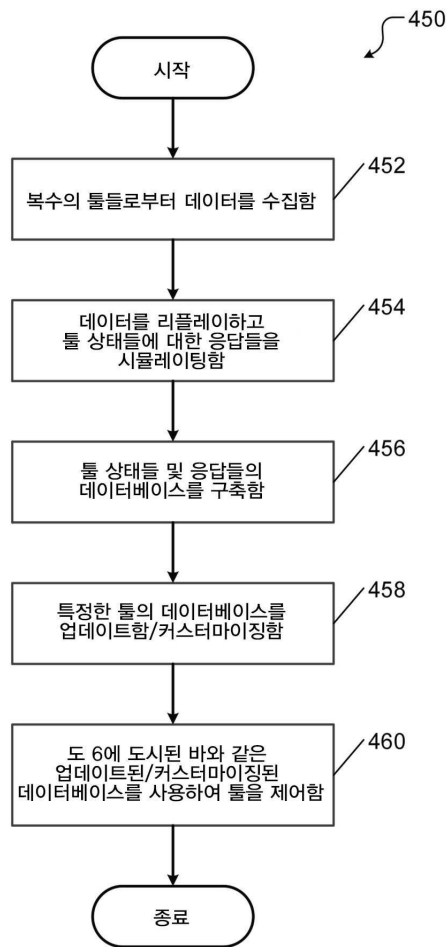 450
시작
452
복수의 툴들로부터 데이터를 수집함
454
데이터를 리플레이하고
툴 상태들에 대한 응답들을
시뮬레이팅함
456
툴 상태들 및 응답들의
데이터베이스를 구축함
458
특정한 툴의 데이터베이스를
업데이트함/커스터마이징함
460
도 6에 도시된 바와 같은
업데이트된/커스터마이징된
데이터베이스를 사용하여 툴을 제어함
종료